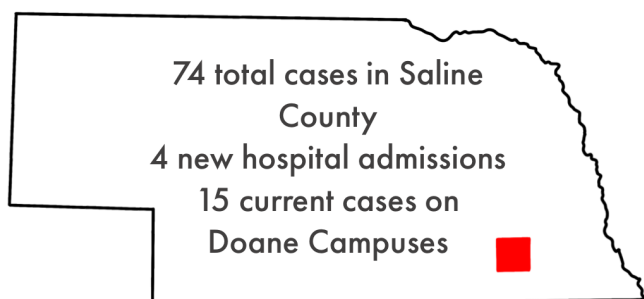 74 total cases in Saline
County
4 new hospital admissions
15 current cases on
Doane Campuses